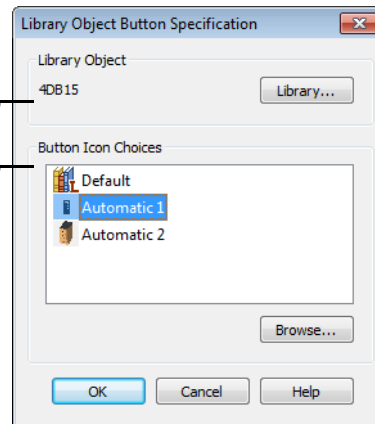 Library Object Button Specification
Library Object
4DB15
Library...
Button Icon Choices
Default
Automatic 1
Automatic 2
Browse...
OK Cancel Help